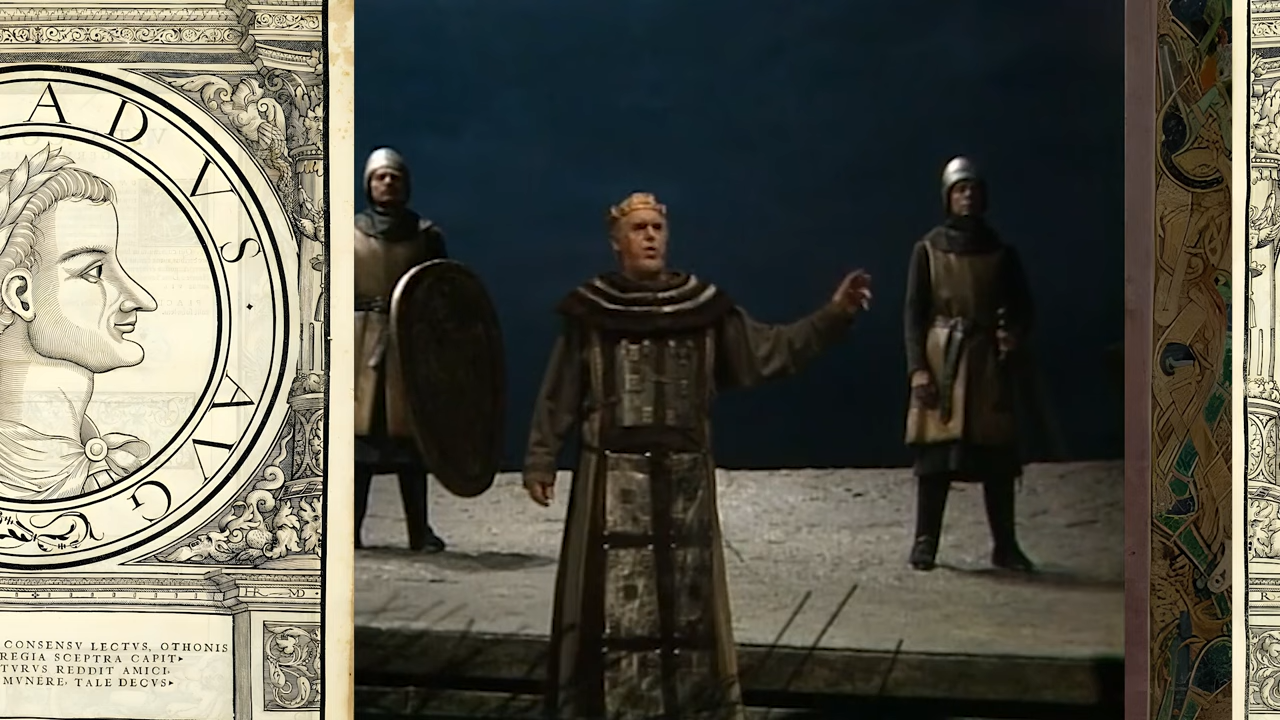 ADVS · AVG
CONSENSV LECTVS, OTHONIS
REGIA SCEPTRA CAPIT
TVRVS REDDIT AMICI.
MVNERE, TALE DECVS